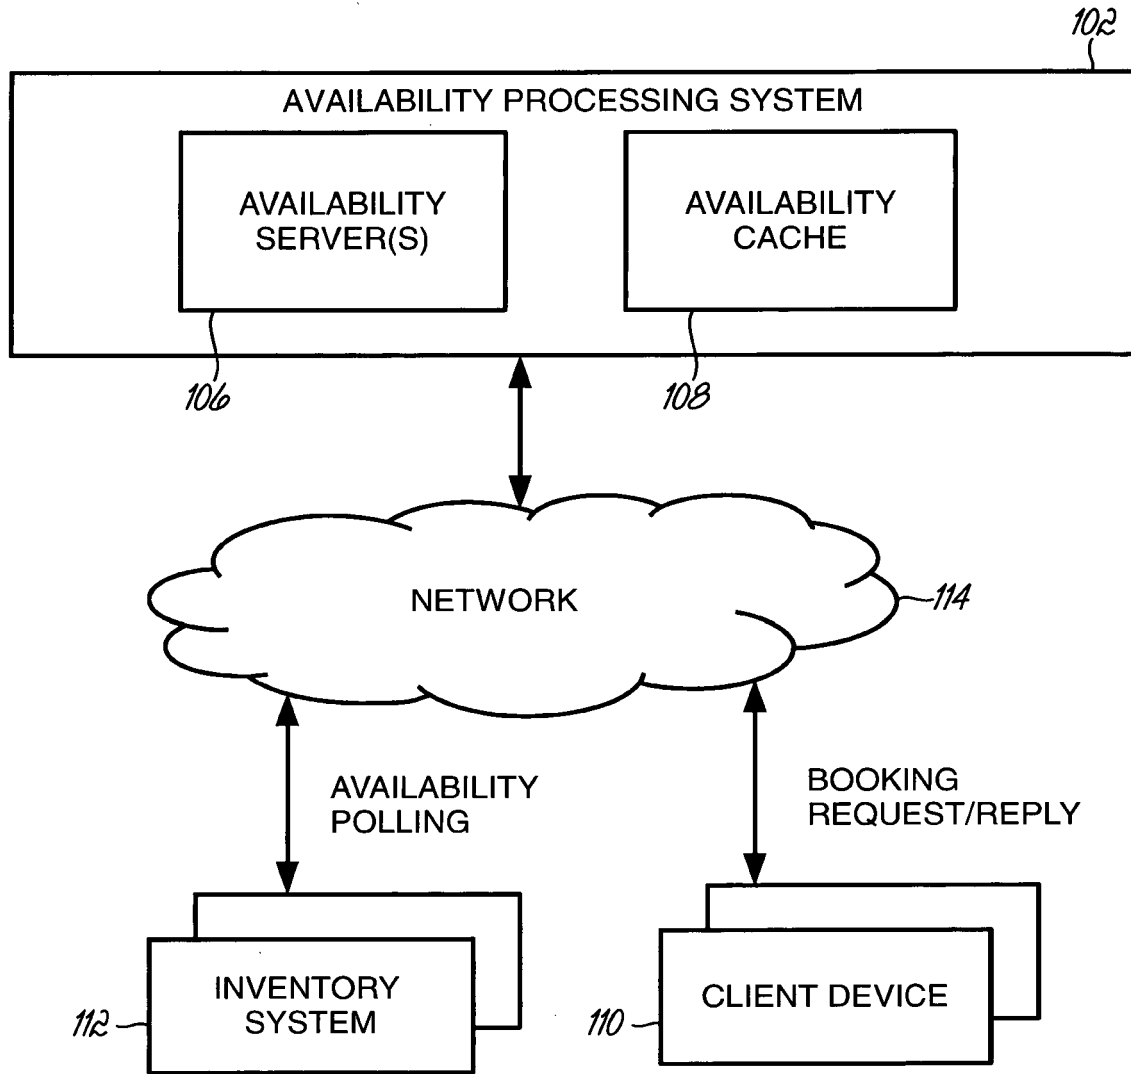 102
AVAILABILITY PROCESSING SYSTEM
AVAILABILITY
SERVER(S)
AVAILABILITY
CACHE
106
108
NETWORK
114
AVAILABILITY
POLLING
BOOKING
REQUEST/REPLY
INVENTORY
SYSTEM
112
CLIENT DEVICE
110